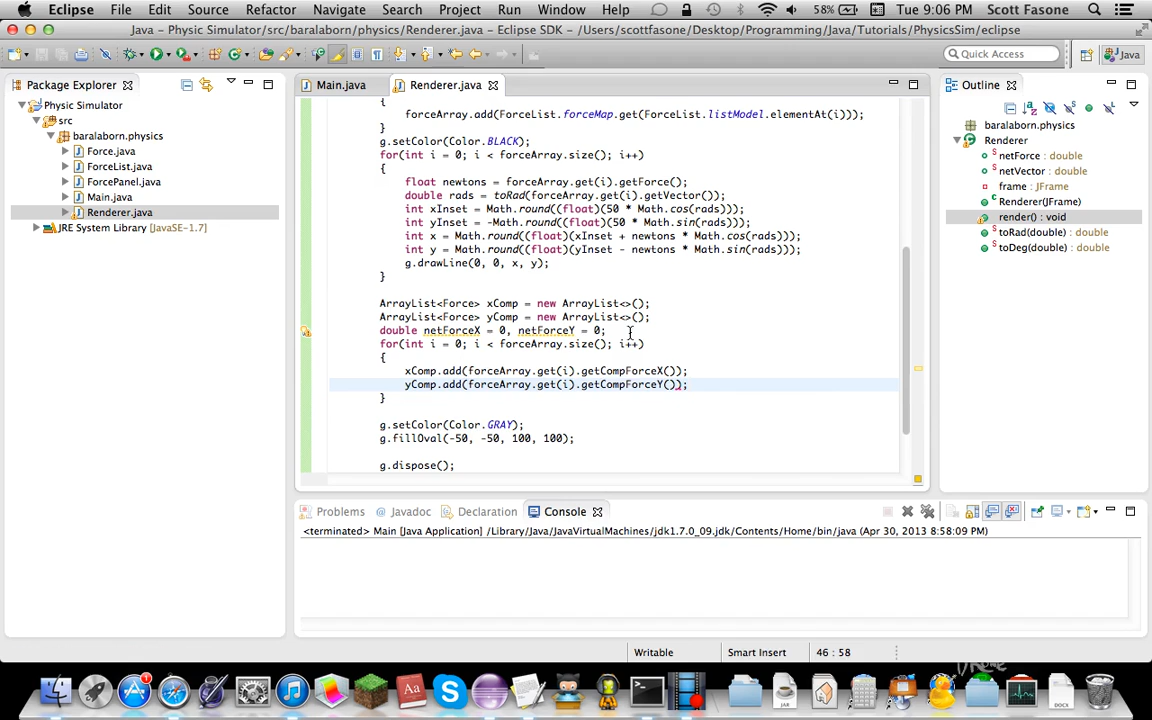 Eclipse File Edit Source Refactor Navigate Search Project Run Window Help 58% Tue 9:06 PM Scott Fasone
Java - Physic Simulator/src/baralaborn/physics/Renderer.java - Eclipse SDK - /Users/scottfasone/Desktop/Programming/Java/Tutorials/PhysicsSim/eclipse
Quick Access Java
Package Explorer
Physic Simulator
src
baralaborn.physics
Force.java
ForceList.java
ForcePanel.java
Main.java
Renderer.java
JRE System Library [JavaSE-1.7]
Main.java Renderer.java
{
forceArray.add(ForceList.forceMap.get(ForceList.listModel.elementAt(i)));
}
g.setColor(Color.BLACK);
for(int i = 0; i < forceArray.size(); i++)
{
float newtons = forceArray.get(i).getForce();
double rads = toRad(forceArray.get(i).getVector());
int xInset = Math.round((float)(50 * Math.cos(rads)));
int yInset = -Math.round((float)(50 * Math.sin(rads)));
int x = Math.round((float)(xInset + newtons * Math.cos(rads)));
int y = Math.round((float)(yInset - newtons * Math.sin(rads)));
g.drawLine(0, 0, x, y);
}
ArrayList<Force> xComp = new ArrayList<>();
ArrayList<Force> yComp = new ArrayList<>();
double netForceX = 0, netForceY = 0;
for(int i = 0; i < forceArray.size(); i++)
{
xComp.add(forceArray.get(i).getCompForceX());
yComp.add(forceArray.get(i).getCompForceY());
}
g.setColor(Color.GRAY);
g.fillOval(-50, -50, 100, 100);
g.dispose();
Outline
baralaborn.physics
Renderer
netForce : double
netVector : double
frame : JFrame
Renderer(JFrame)
render() : void
toRad(double) : double
toDeg(double) : double
Problems Javadoc Declaration Console
<terminated> Main [Java Application] /Library/Java/JavaVirtualMachines/jdk1.7.0_09.jdk/Contents/Home/bin/java (Apr 30, 2013 8:58:09 PM)
Writable Smart Insert 46 : 58